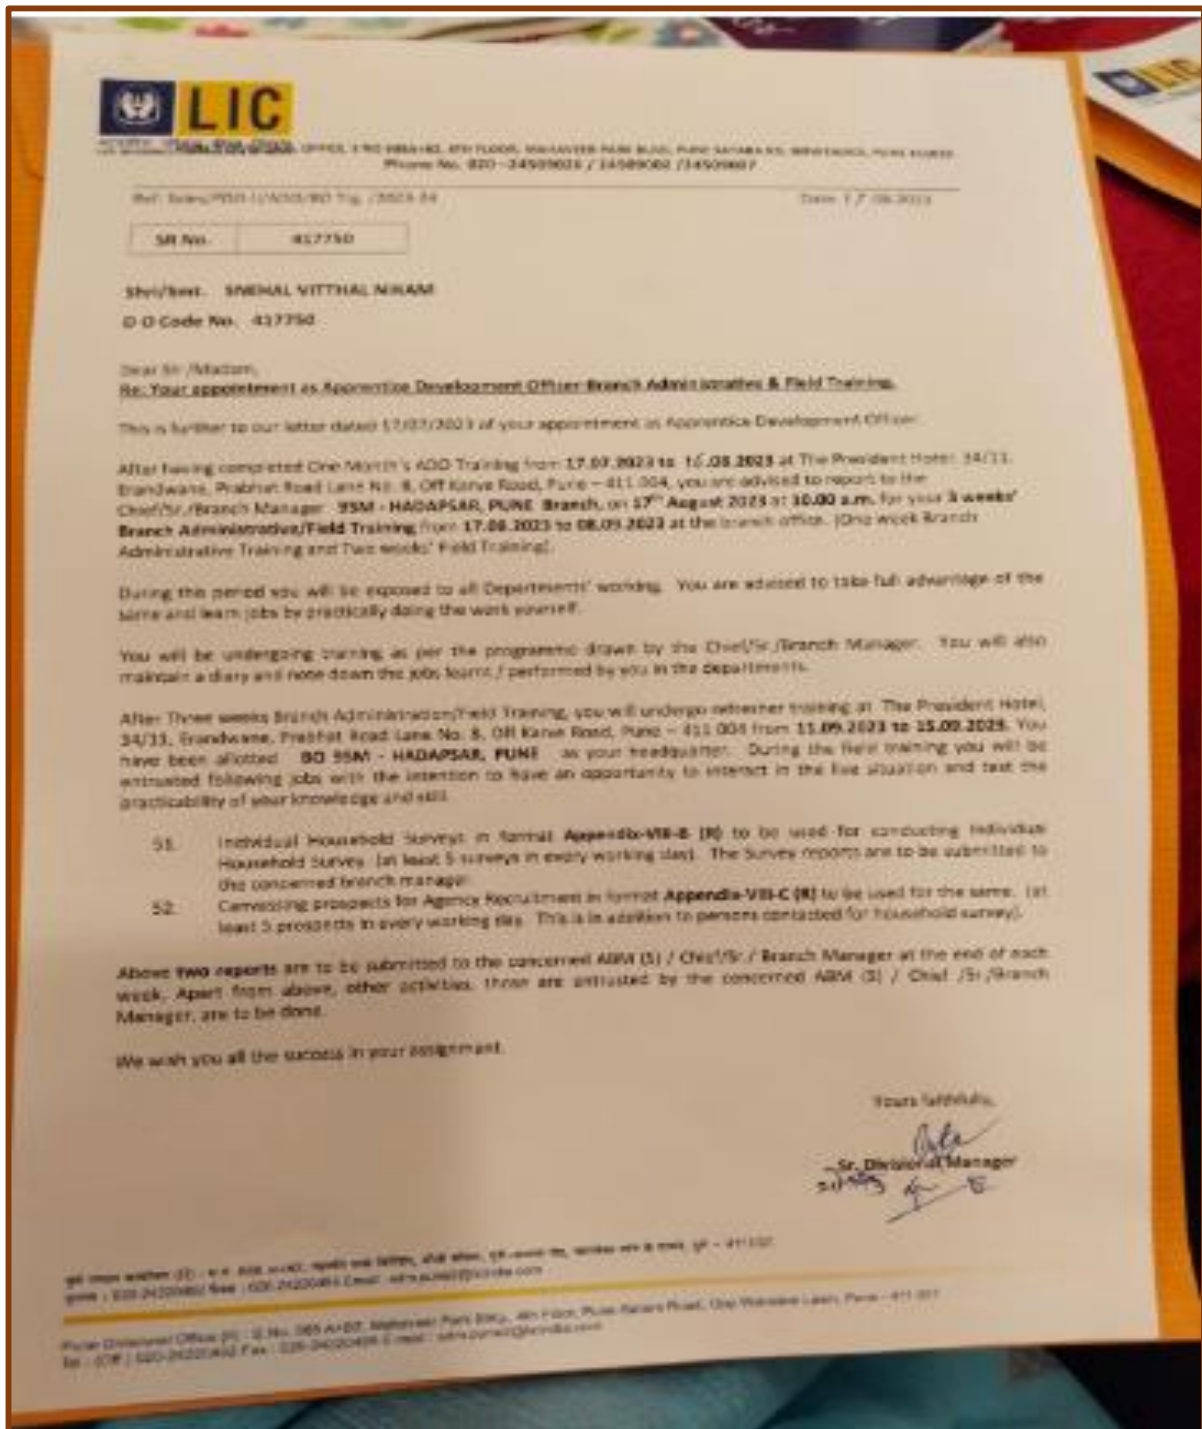 LIC
Phone No. 020 -
SR No. 417750
Shri/Smt. SNEHAL VITTHAL NIKAM
D O Code No. 417750
Dear Sir /Madam,
Re: Your appointment as Apprentice Development Officer-Branch Administrative & Field Training.
This is further to our letter dated 17/07/2023 of your appointment as Apprentice Development Officer.
After having completed One Month's ADO Training from 17.07.2023 to .08.2023 at The President Hotel,
Erandwane, Prabhat Road Lane No. 8, Off Karve Road, Pune – 411 004, you are advised to report to the
Chief/Sr./Branch Manager 95M - HADAPSAR, PUNE Branch, on 17th August 2023 at 10.00 a.m. for your 3 weeks'
Branch Administrative/Field Training from 17.08.2023 to 08.09.2023 at the branch office. (One week Branch
Administrative Training and Two weeks' Field Training).
During this period you will be exposed to all Departments' working. You are advised to take full advantage of the
same and learn jobs by practically doing the work yourself.
You will be undergoing training as per the programme drawn by the Chief/Sr./Branch Manager. You will also
maintain a diary and note down the jobs learnt / performed by you in the departments.
After Three weeks Branch Administration/Field Training, you will undergo refresher training at The President Hotel,
Erandwane, Prabhat Road Lane No. 8, Off Karve Road, Pune – 411 004 from 11.09.2023 to 15.09.2023. You
have been allotted BO 95M - HADAPSAR, PUNE as your headquarter. During the field training you will be
entrusted following jobs with the intention to have an opportunity to interact in the live situation and test the
practicability of your knowledge and skill.
Individual Household Surveys in format Appendix-VIII-B (R) to be used for conducting Individual
Household Survey. (at least 5 surveys in every working day). The Survey reports are to be submitted to
the concerned branch manager.
Canvassing prospects for Agency Recruitment in format Appendix-VIII-C (R) to be used for the same. (at
least 5 prospects in every working day. This is in addition to persons contacted for household survey).
Above two reports are to be submitted to the concerned ABM (S) / Chief/Sr./ Branch Manager at the end of each
week. Apart from above, other activities, those are entrusted by the concerned ABM (S) / Chief /Sr./Branch
Manager, are to be done.
We wish you all the success in your assignment.
Yours faithfully,
Sr. Divisional Manager
Pune Divisional Office